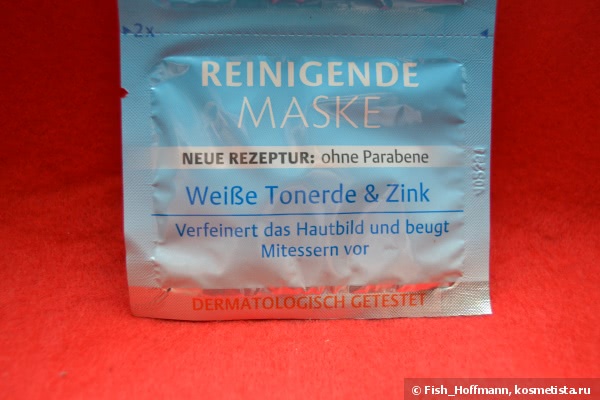 2x
REINIGENDE
MASKE
NEUE REZEPTUR: ohne Parabene
Weiße Tonerde & Zink
Verfeinert das Hautbild und beugt
Mitessern vor
DERMATOLOGISCH GETESTET
© Fish_Hoffmann, kosmetista.ru